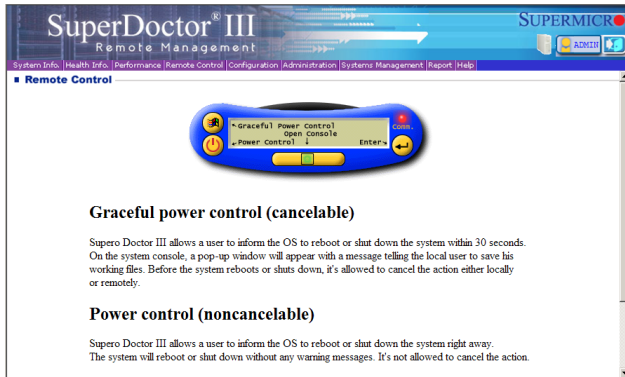 SuperDoctor® III
Remote Management
SUPERMICR
ADMIN
System Info. Health Info. Performance Remote Control Configuration Administration Systems Management Report Help
Remote Control
Graceful Power Control
Open Console
Power Control Enter
Comm.
Graceful power control (cancelable)
Supero Doctor III allows a user to inform the OS to reboot or shut down the system within 30 seconds.
On the system console, a pop-up window will appear with a message telling the local user to save his
working files. Before the system reboots or shuts down, it's allowed to cancel the action either locally
or remotely.
Power control (noncancelable)
Supero Doctor III allows a user to inform the OS to reboot or shut down the system right away.
The system will reboot or shut down without any warning messages. It's not allowed to cancel the action.